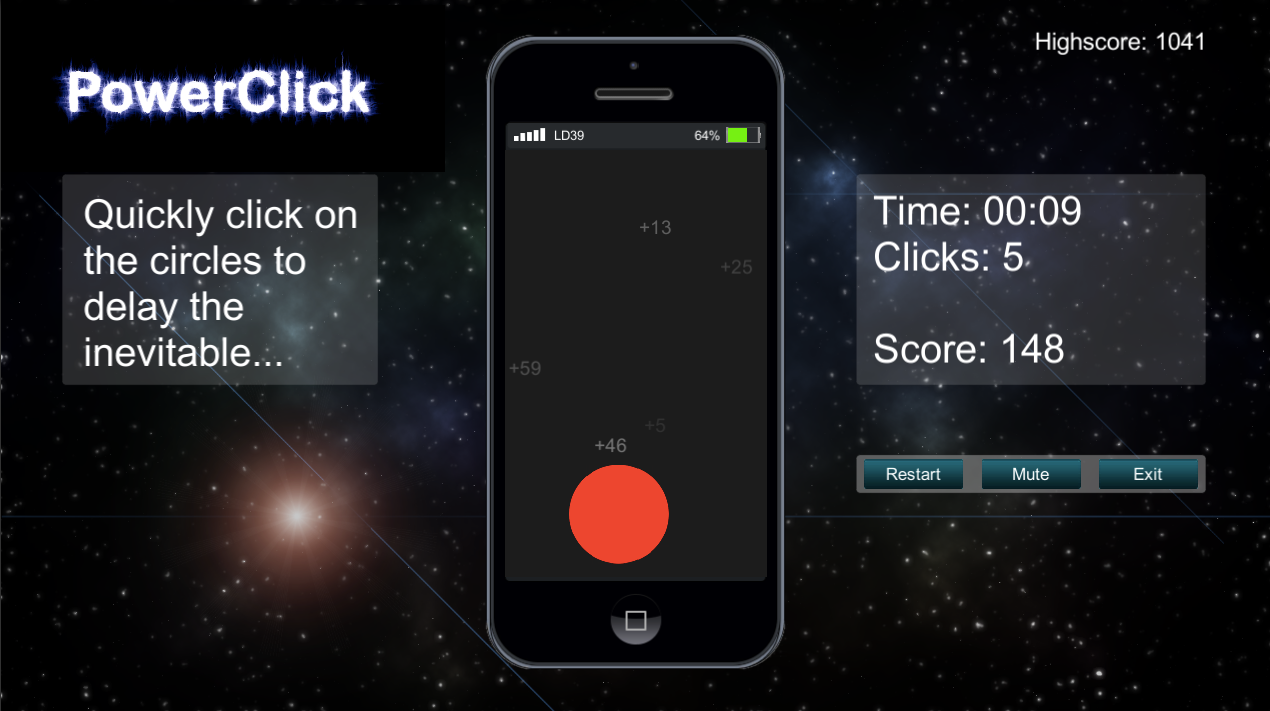 PowerClick
Highscore: 1041
Quickly click on
the circles to
delay the
inevitable...
LD39
64%
+13
+25
+59
+5
+46
Time: 00:09
Clicks: 5
Score: 148
Restart
Mute
Exit